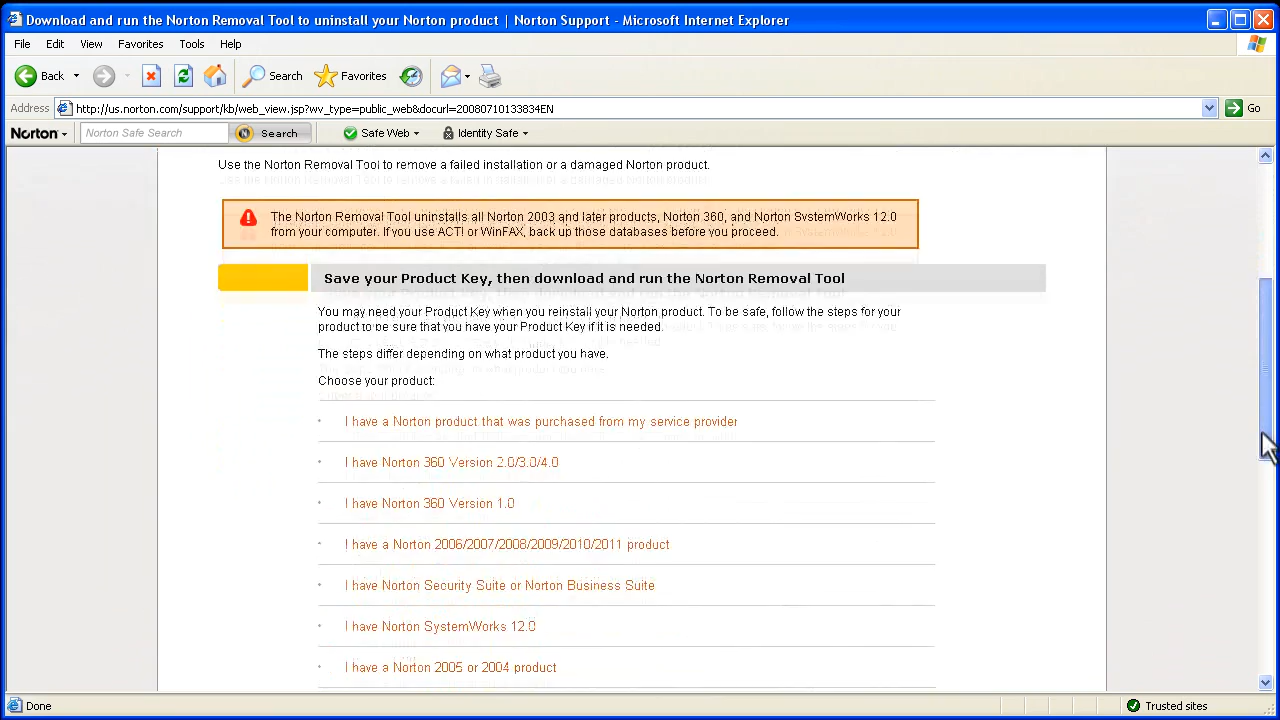 Download and run the Norton Removal Tool to uninstall your Norton product | Norton Support - Microsoft Internet Explorer
File Edit View Favorites Tools Help
Back Search Favorites
Address http://us.norton.com/support/kb/web_view.jsp?wv_type=public_web&docuid=20080710133834EN Go
Norton Norton Safe Search Search Safe Web Identity Safe
Use the Norton Removal Tool to remove a failed installation or a damaged Norton product.
The Norton Removal Tool uninstalls all Norton 2003 and later products, Norton 360, and Norton SystemWorks 12.0
from your computer. If you use ACT! or WinFAX, back up those databases before you proceed.
Save your Product Key, then download and run the Norton Removal Tool
You may need your Product Key when you reinstall your Norton product. To be safe, follow the steps for your
product to be sure that you have your Product Key if it is needed.
The steps differ depending on what product you have.
Choose your product:
I have a Norton product that was purchased from my service provider
I have Norton 360 Version 2.0/3.0/4.0
I have Norton 360 Version 1.0
I have a Norton 2006/2007/2008/2009/2010/2011 product
I have Norton Security Suite or Norton Business Suite
I have Norton SystemWorks 12.0
I have a Norton 2005 or 2004 product
Done Trusted sites